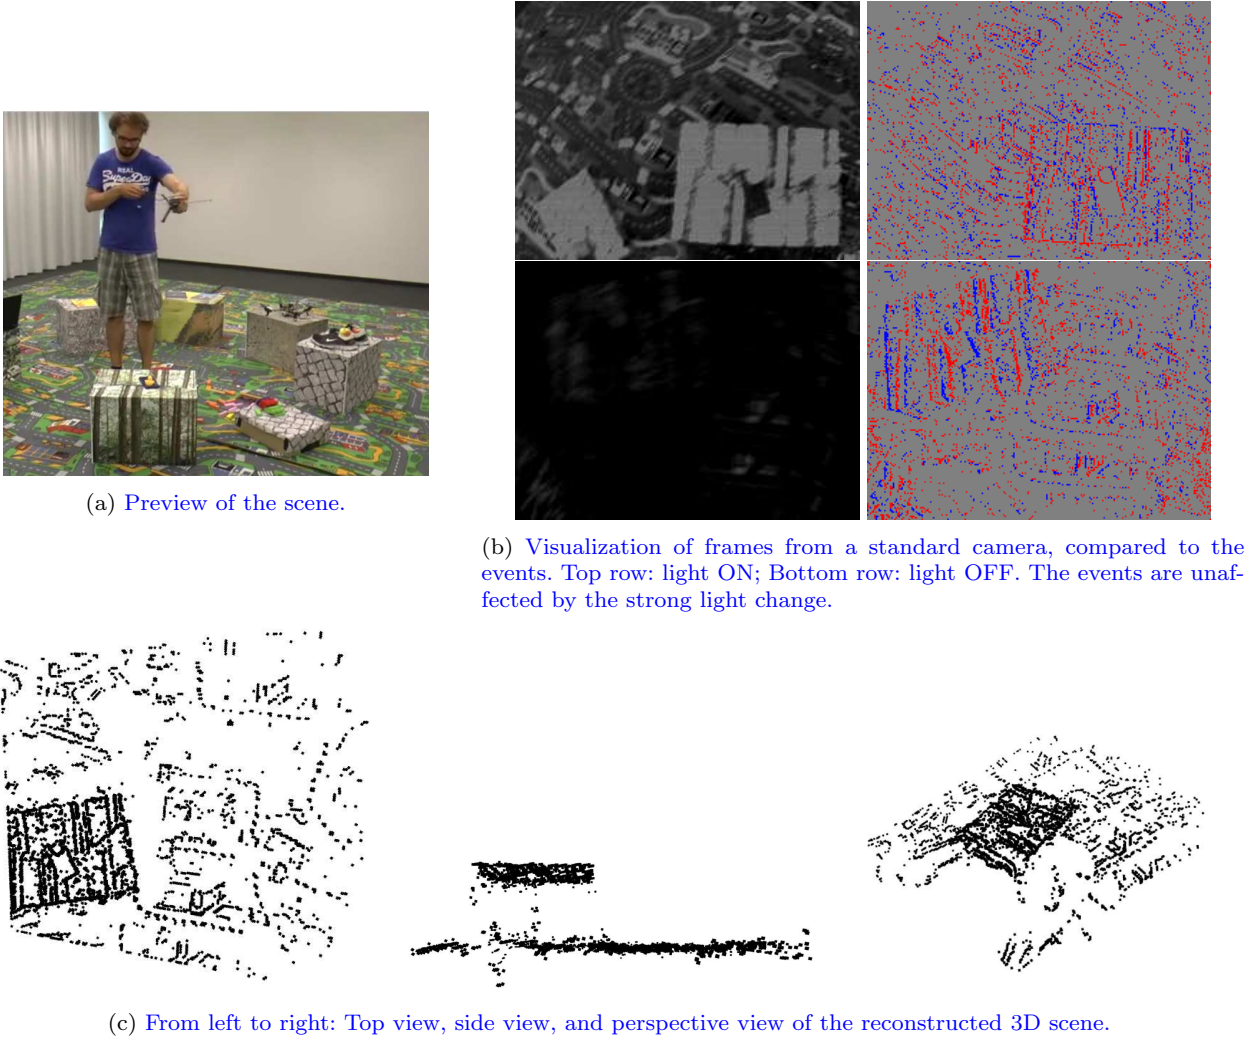 REAL
SuperDry
(a) Preview of the scene.
(b) Visualization of frames from a standard camera, compared to the
events. Top row: light ON; Bottom row: light OFF. The events are unaf-
fected by the strong light change.
(c) From left to right: Top view, side view, and perspective view of the reconstructed 3D scene.